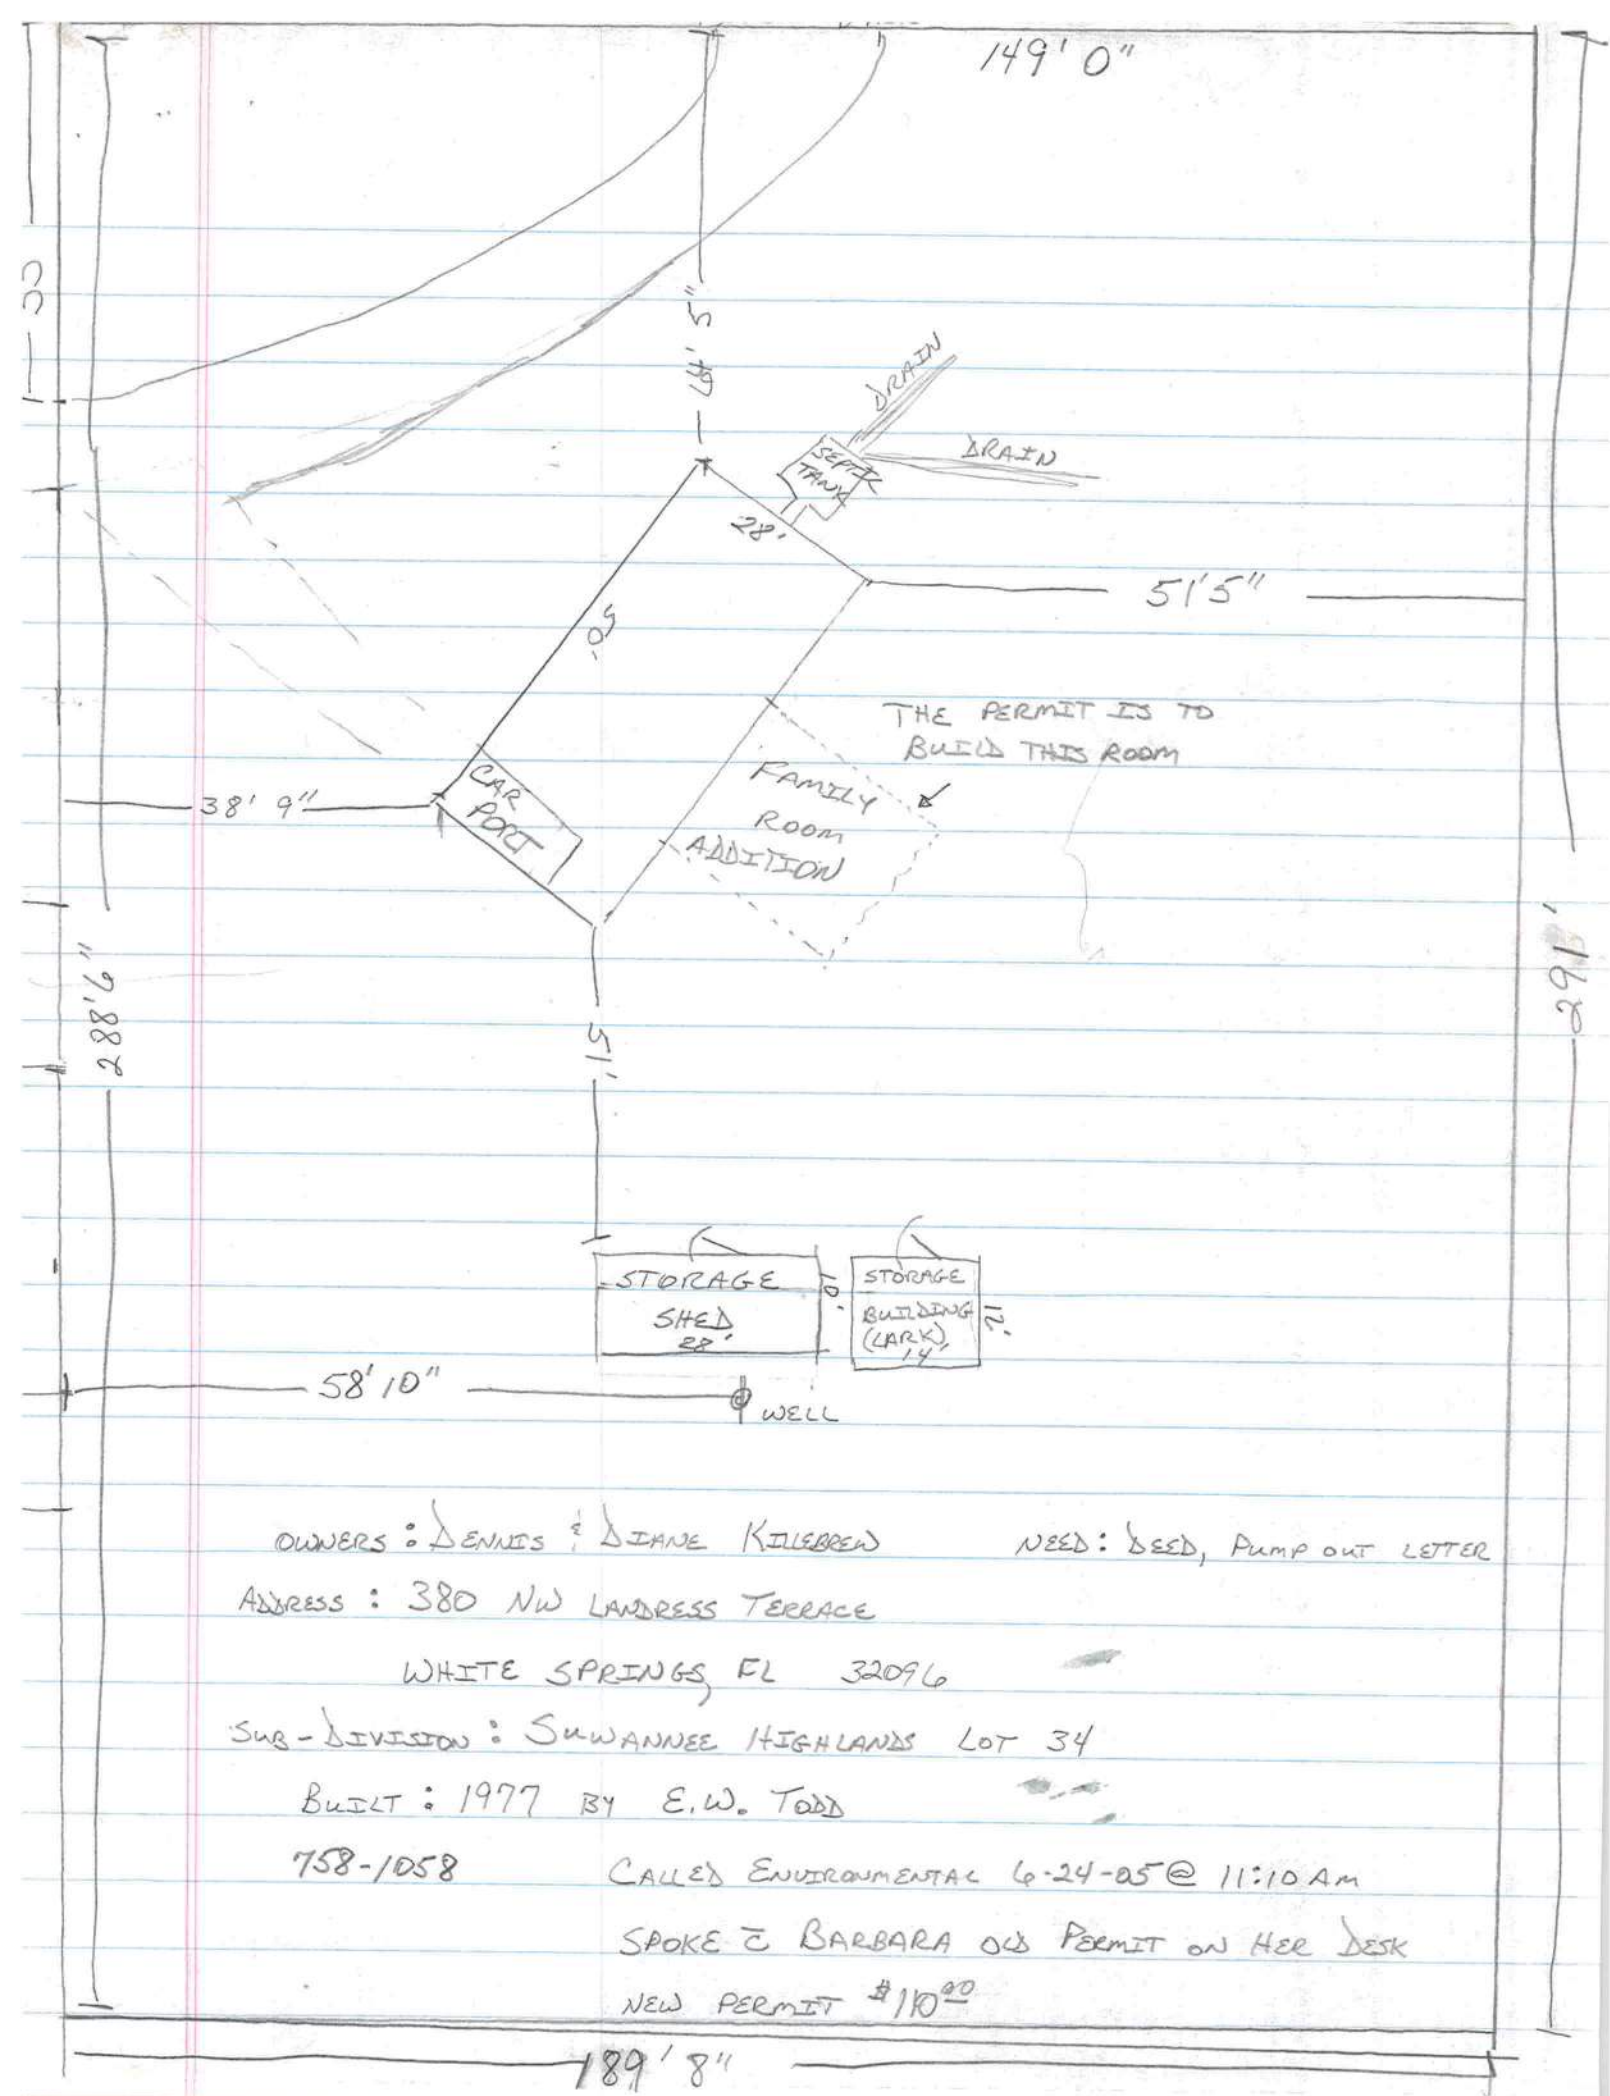 149' 0"
64' 5"
DRAIN
DRAIN
SEPTIC
TANK
28'
51'5"
50'
THE PERMIT IS TO
BUILD THIS ROOM
CAR
PORT
38' 9"
FAMILY
ROOM
ADDITION
288'6"
291'
51'
STORAGE
SHED
28'
10'
STORAGE
BUILDING
(LARK)
14'
12'
58'10"
WELL
OWNERS: DENNIS & DIANE KILLEBREW
NEED: DEED, PUMP OUT LETTER
ADDRESS: 380 NW LANDRESS TERRACE
WHITE SPRINGS, FL 32096
SUB-DIVISION: SUWANNEE HIGHLANDS LOT 34
BUILT: 1977 BY E.W. TODD
758-1058
CALLED ENVIRONMENTAL 6-24-05 @ 11:10 AM
SPOKE c̄ BARBARA OLD PERMIT ON HER DESK
NEW PERMIT $110.00
189' 8"